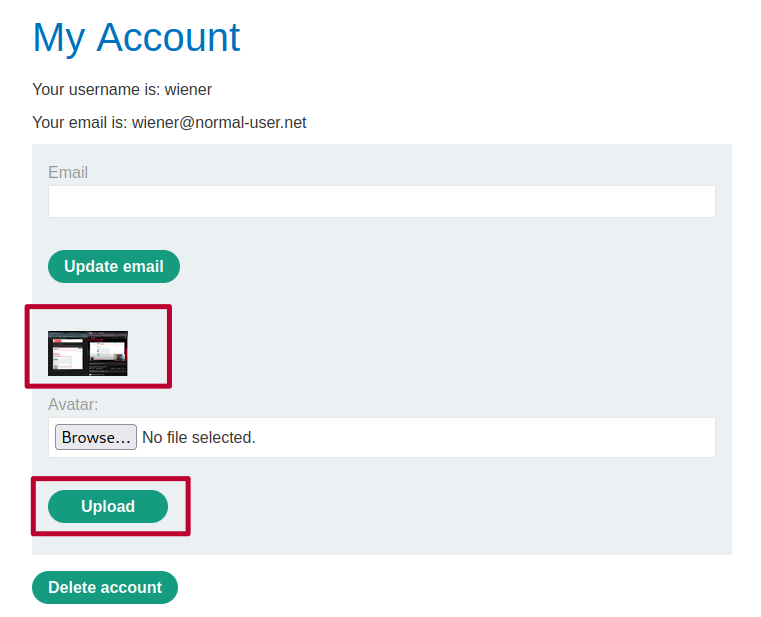 My Account
Your username is: wiener
Your email is: wiener@normal-user.net
Email
Update email
Avatar:
Browse... No file selected.
Upload
Delete account